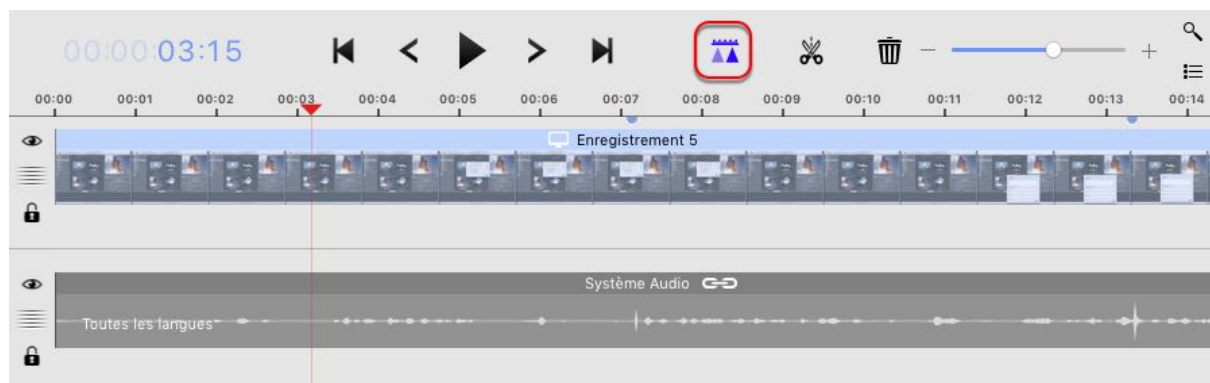 00:00:03:15
00:00 00:01 00:02 00:03 00:04 00:05 00:06 00:07 00:08 00:09 00:10 00:11 00:12 00:13 00:14
Enregistrement 5
Système Audio
Toutes les langues